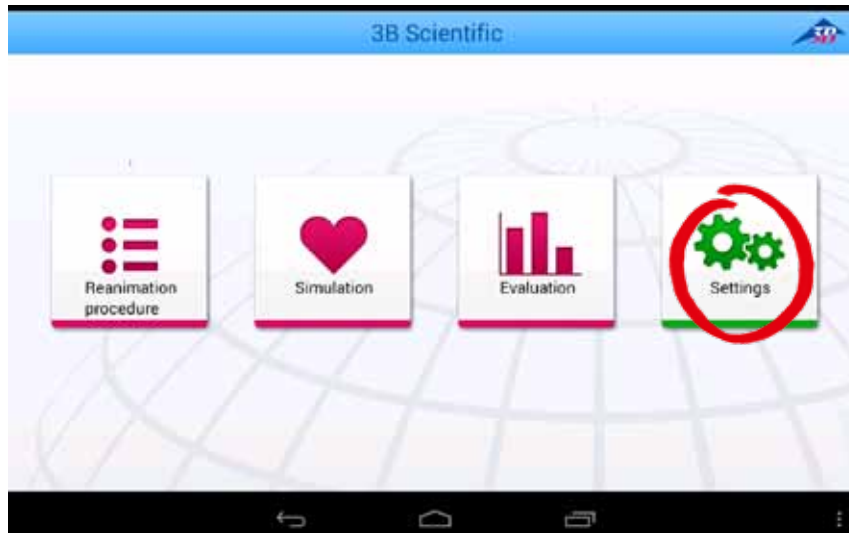 3B Scientific
3B
Reanimation
procedure
Simulation
Evaluation
Settings